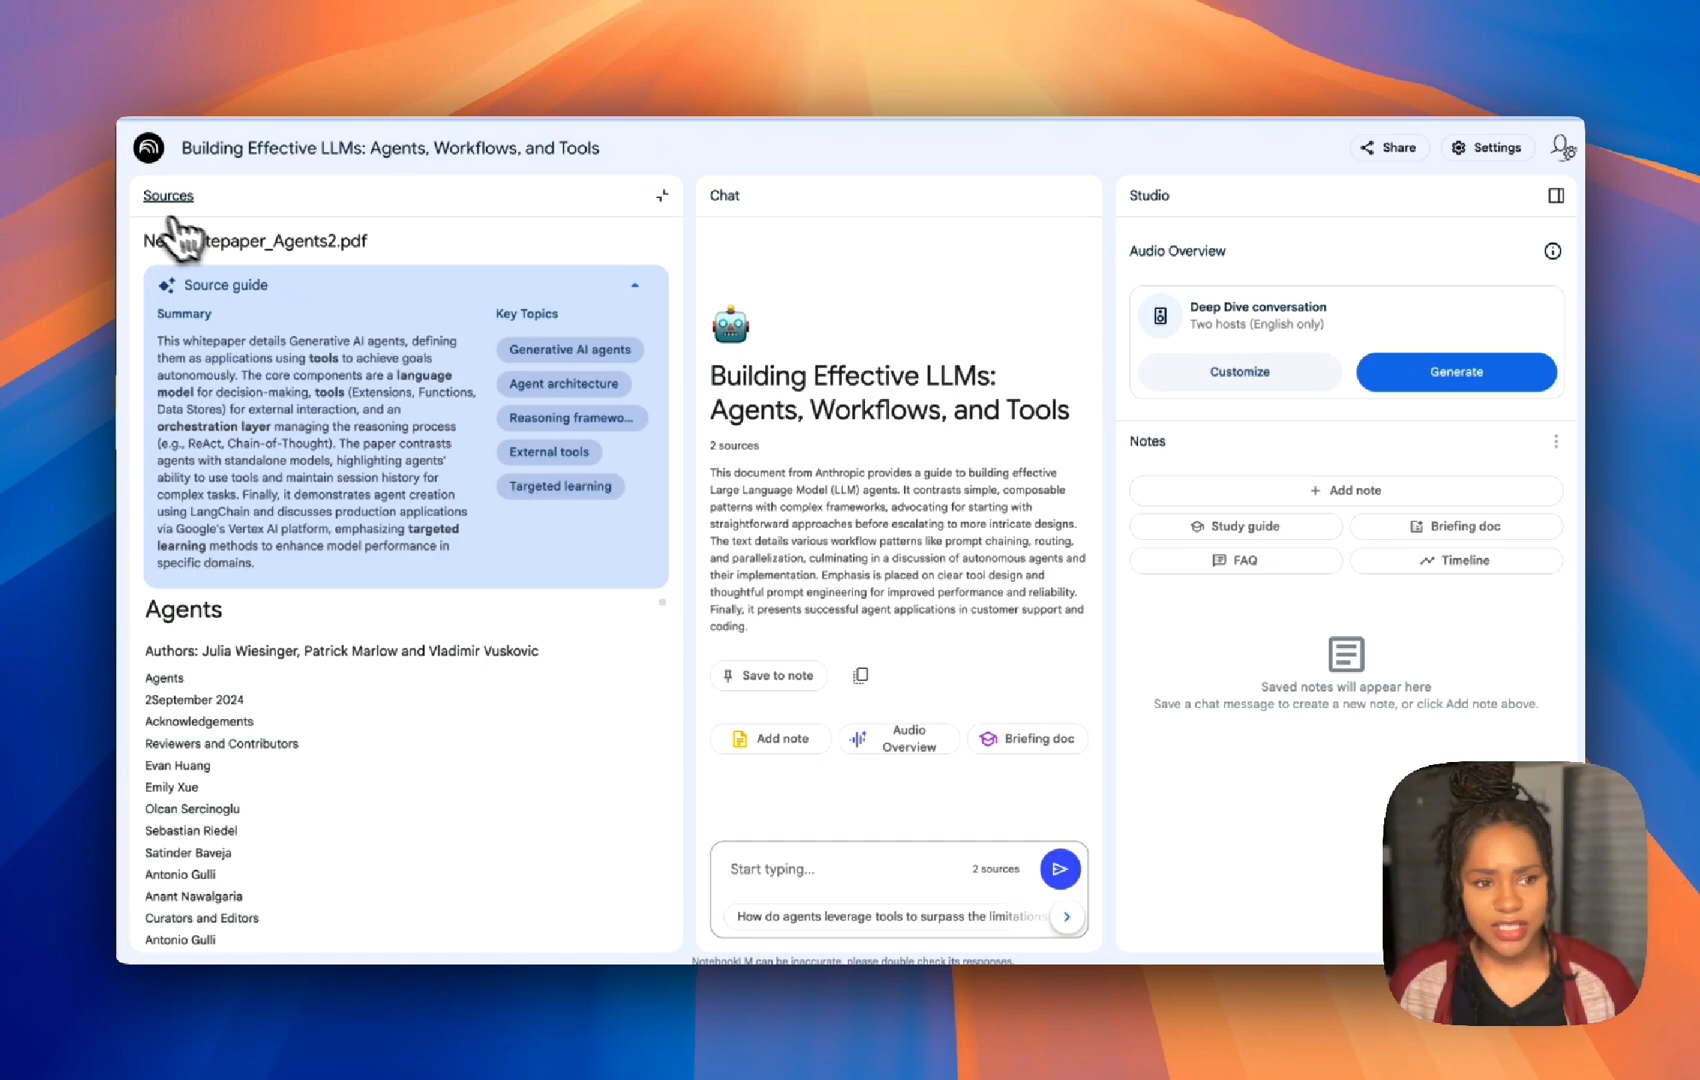 Building Effective LLMs: Agents, Workflows, and Tools
Share
Settings
Sources
tepaper_Agents2.pdf
Source guide
Summary
This whitepaper details Generative AI agents, defining
them as applications using tools to achieve goals
autonomously. The core components are a language
model for decision-making, tools (Extensions, Functions,
Data Stores) for external interaction, and an
orchestration layer managing the reasoning process
(e.g., ReAct, Chain-of-Thought). The paper contrasts
agents with standalone models, highlighting agents'
ability to use tools and maintain session history for
complex tasks. Finally, it demonstrates agent creation
using LangChain and discusses production applications
via Google's Vertex AI platform, emphasizing targeted
learning methods to enhance model performance in
specific domains.
Key Topics
Generative AI agents
Agent architecture
Reasoning framewo...
External tools
Targeted learning
Agents
Authors: Julia Wiesinger, Patrick Marlow and Vladimir Vuskovic
Agents
2September 2024
Acknowledgements
Reviewers and Contributors
Evan Huang
Emily Xue
Olcan Sercinoglu
Sebastian Riedel
Satinder Baveja
Antonio Gulli
Anant Nawalgaria
Curators and Editors
Antonio Gulli
Chat
Building Effective LLMs:
Agents, Workflows, and Tools
2 sources
This document from Anthropic provides a guide to building effective
Large Language Model (LLM) agents. It contrasts simple, composable
patterns with complex frameworks, advocating for starting with
straightforward approaches before escalating to more intricate designs.
The text details various workflow patterns like prompt chaining, routing,
and parallelization, culminating in a discussion of autonomous agents and
their implementation. Emphasis is placed on clear tool design and
thoughtful prompt engineering for improved performance and reliability.
Finally, it presents successful agent applications in customer support and
coding.
Save to note
Add note
Audio
Overview
Briefing doc
Start typing...
2 sources
How do agents leverage tools to surpass the limitations
NotebookLM can be inaccurate, please double check its responses.
Studio
Audio Overview
Deep Dive conversation
Two hosts (English only)
Customize
Generate
Notes
+ Add note
Study guide
Briefing doc
FAQ
Timeline
Saved notes will appear here
Save a chat message to create a new note, or click Add note above.